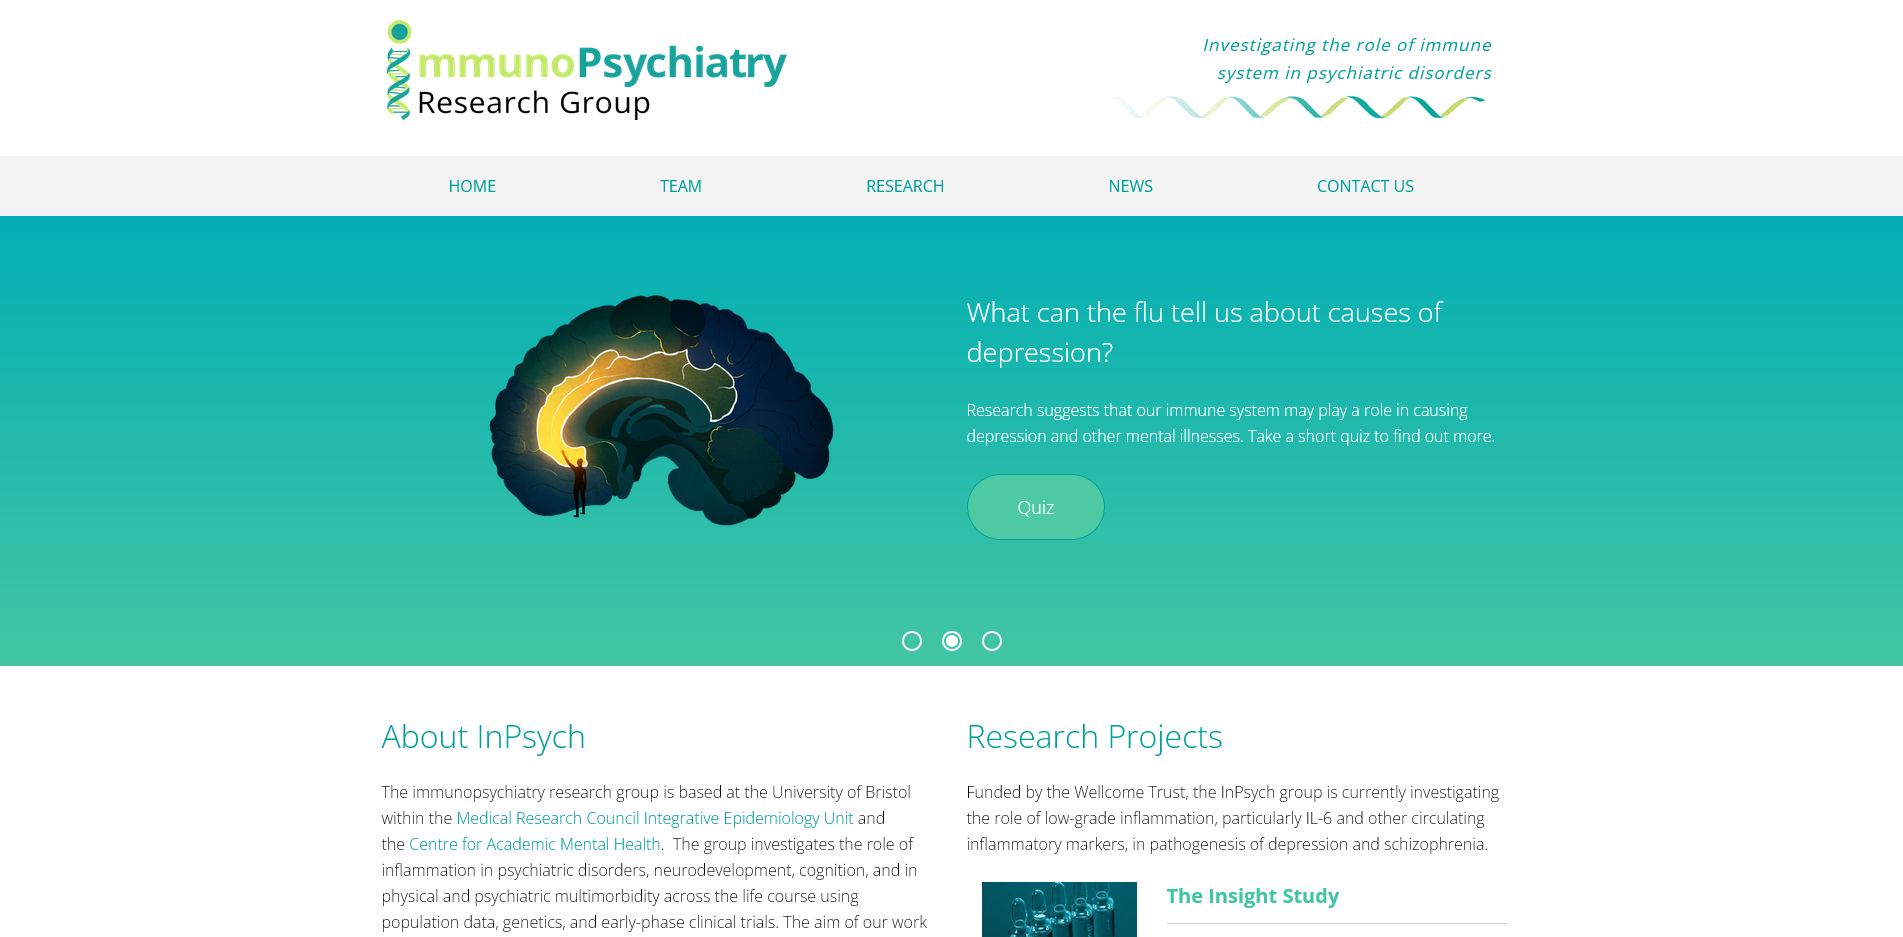 immunoPsychiatry
Research Group
Investigating the role of immune
system in psychiatric disorders
HOME
TEAM
RESEARCH
NEWS
CONTACT US
What can the flu tell us about causes of
depression?
Research suggests that our immune system may play a role in causing
depression and other mental illnesses. Take a short quiz to find out more.
Quiz
About InPsych
The immunopsychiatry research group is based at the University of Bristol
within the Medical Research Council Integrative Epidemiology Unit and
the Centre for Academic Mental Health.  The group investigates the role of
inflammation in psychiatric disorders, neurodevelopment, cognition, and in
physical and psychiatric multimorbidity across the life course using
population data, genetics, and early-phase clinical trials. The aim of our work
Research Projects
Funded by the Wellcome Trust, the InPsych group is currently investigating
the role of low-grade inflammation, particularly IL-6 and other circulating
inflammatory markers, in pathogenesis of depression and schizophrenia.
The Insight Study